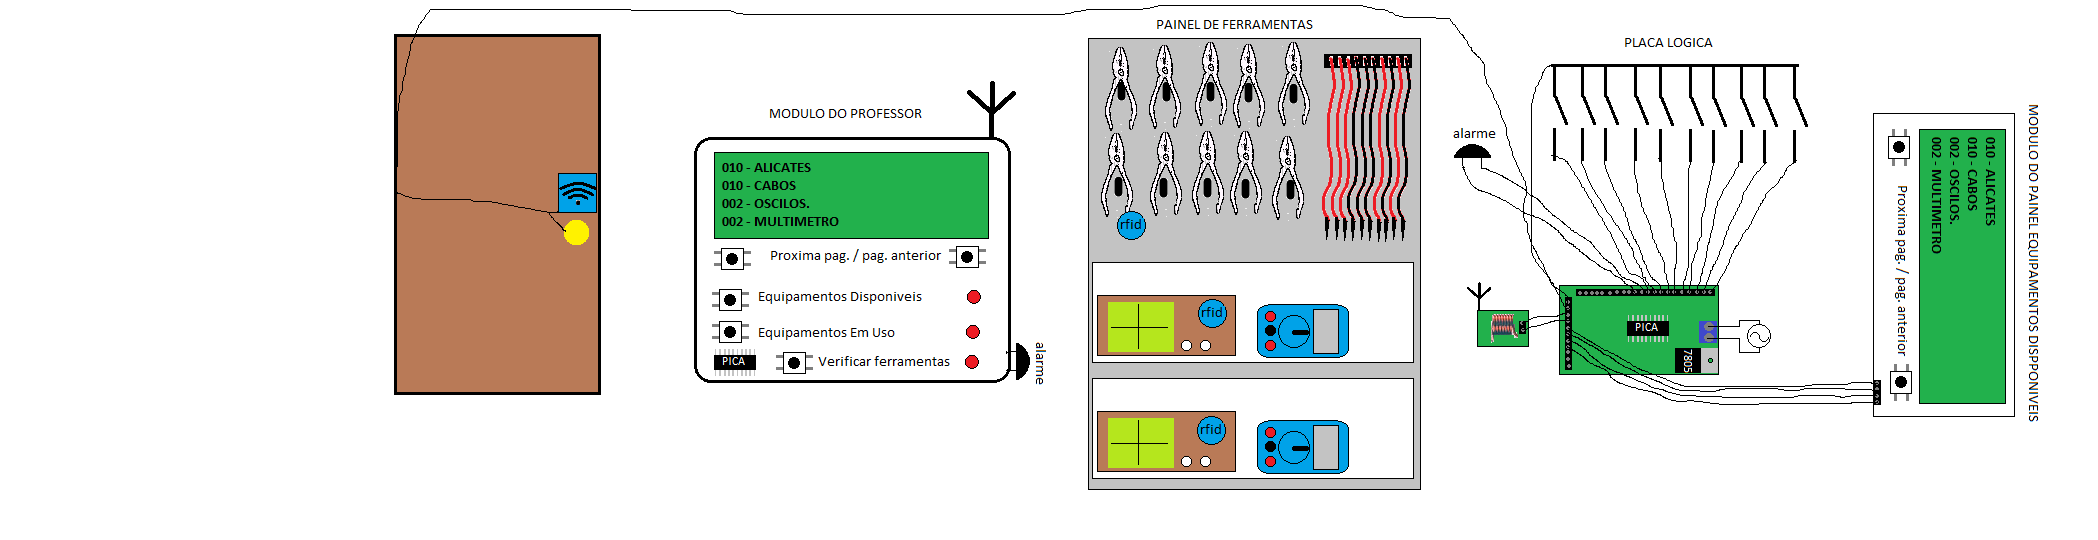 PAINEL DE FERRAMENTAS
PLACA LOGICA
MODULO DO PROFESSOR
010 - ALICATES
010 - CABOS
002 - OSCILOS.
002 - MULTIMETRO
Proxima pag. / pag. anterior
Equipamentos Disponiveis
Equipamentos Em Uso
PICA
Verificar ferramentas
alarme
rfid
rfid
rfid
alarme
PICA
7805
Proxima pag. / pag. anterior
010 - ALICATES
010 - CABOS
002 - OSCILOS.
002 - MULTIMETRO
MODULO DO PAINEL EQUIPAMENTOS DISPONIVEIS